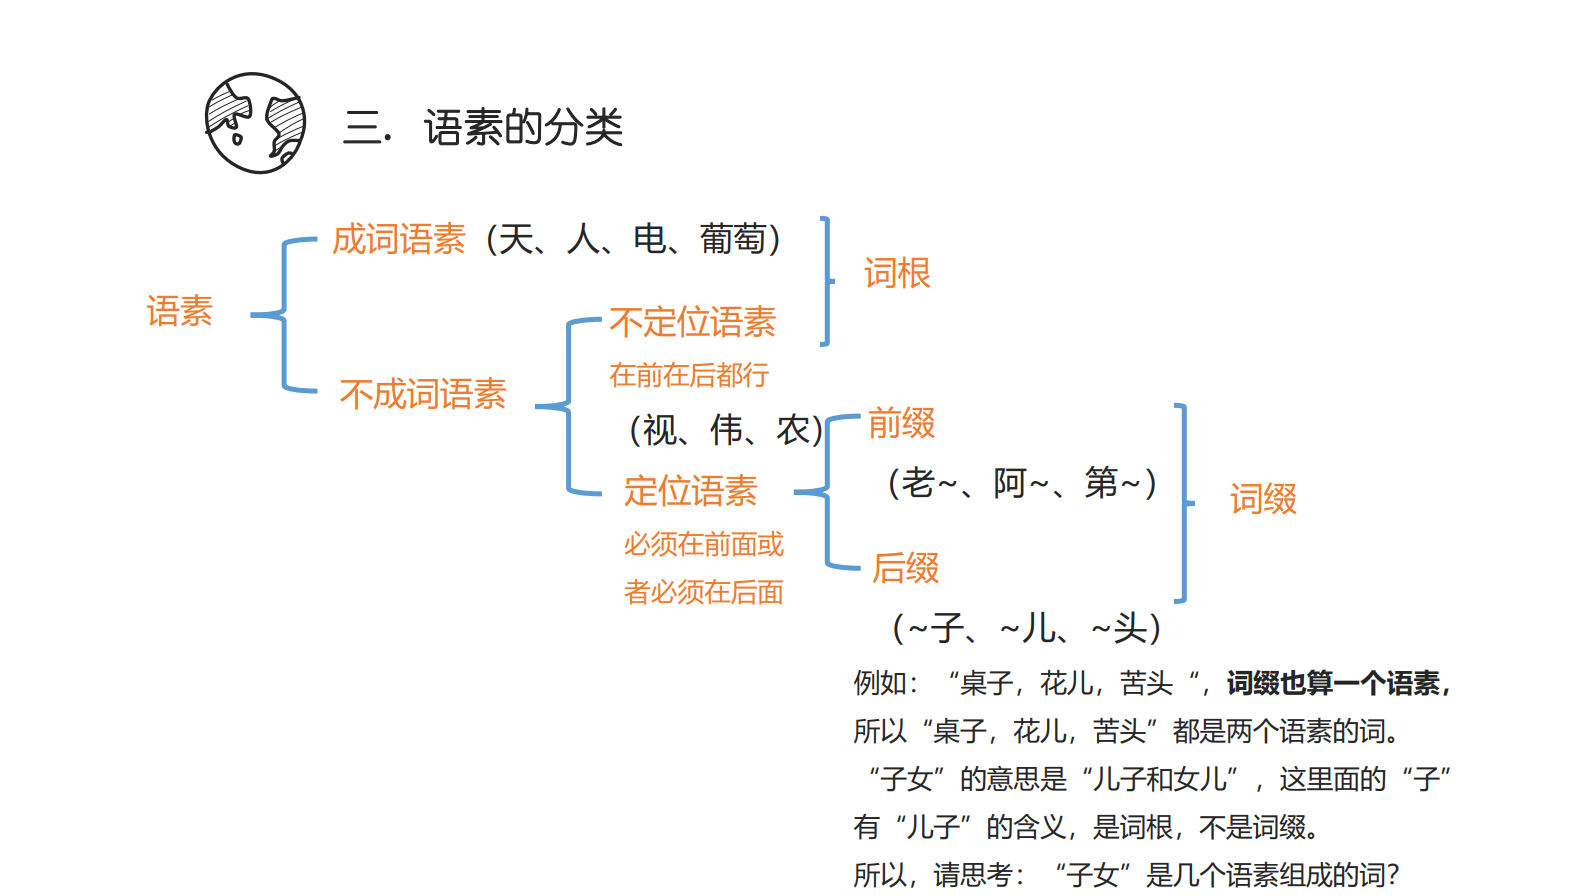 三. 语素的分类
成词语素（天、人、电、葡萄）
词根
语素
不定位语素
在前在后都行
不成词语素
（视、伟、农）
前缀
（老~、阿~、第~）
定位语素
词缀
必须在前面或
者必须在后面
后缀
（~子、~儿、~头）
例如：“桌子，花儿，苦头“，词缀也算一个语素，
所以“桌子，花儿，苦头”都是两个语素的词。
“子女”的意思是“儿子和女儿”，这里面的“子”
有“儿子”的含义，是词根，不是词缀。
所以，请思考：“子女”是几个语素组成的词？